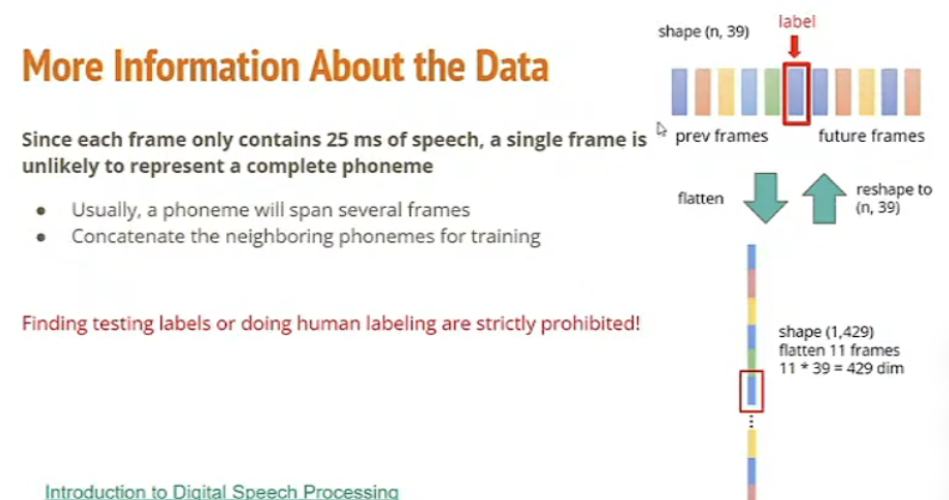 More Information About the Data
Since each frame only contains 25 ms of speech, a single frame is
unlikely to represent a complete phoneme
● Usually, a phoneme will span several frames
● Concatenate the neighboring phonemes for training
Finding testing labels or doing human labeling are strictly prohibited!
Introduction to Digital Speech Processing
shape (n, 39)
label
prev frames
future frames
flatten
reshape to
(n, 39)
shape (1,429)
flatten 11 frames
11 * 39 = 429 dim